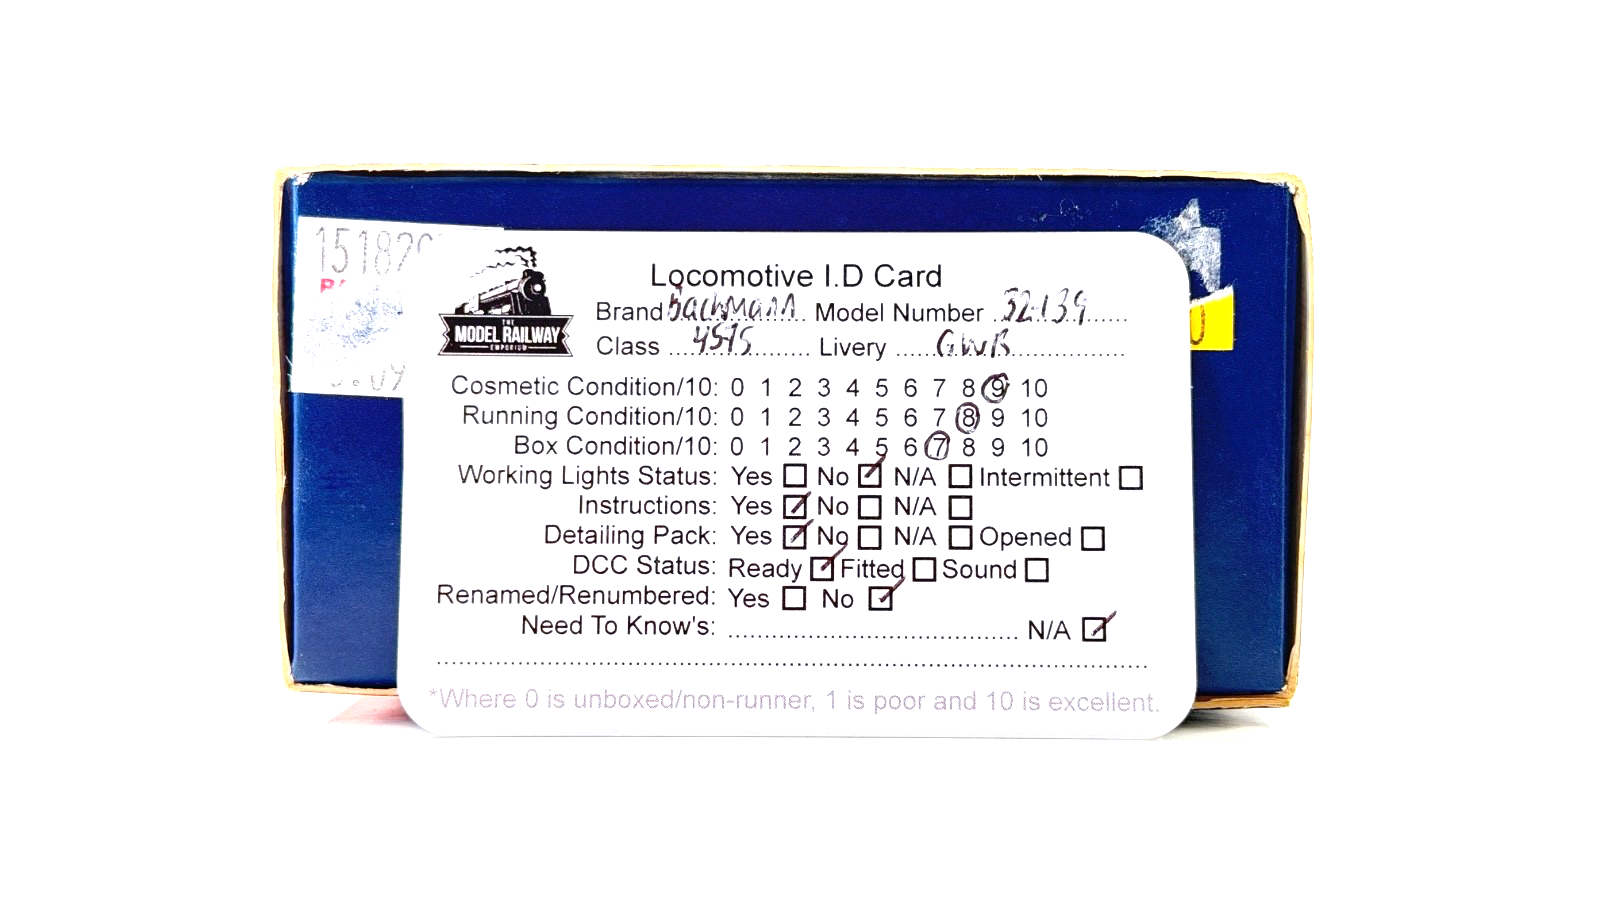 15182
THE
MODEL RAILWAY
EMPORIUM
Locomotive I.D Card
Brand Bachmann Model Number 32-139
Class 4575 Livery GWR
Cosmetic Condition/10: 0 1 2 3 4 5 6 7 8 9 10
Running Condition/10: 0 1 2 3 4 5 6 7 8 9 10
Box Condition/10: 0 1 2 3 4 5 6 7 8 9 10
Working Lights Status: Yes No N/A Intermittent
Instructions: Yes No N/A
Detailing Pack: Yes No N/A Opened
DCC Status: Ready Fitted Sound
Renamed/Renumbered: Yes No
Need To Know's: N/A
*Where 0 is unboxed/non-runner, 1 is poor and 10 is excellent.